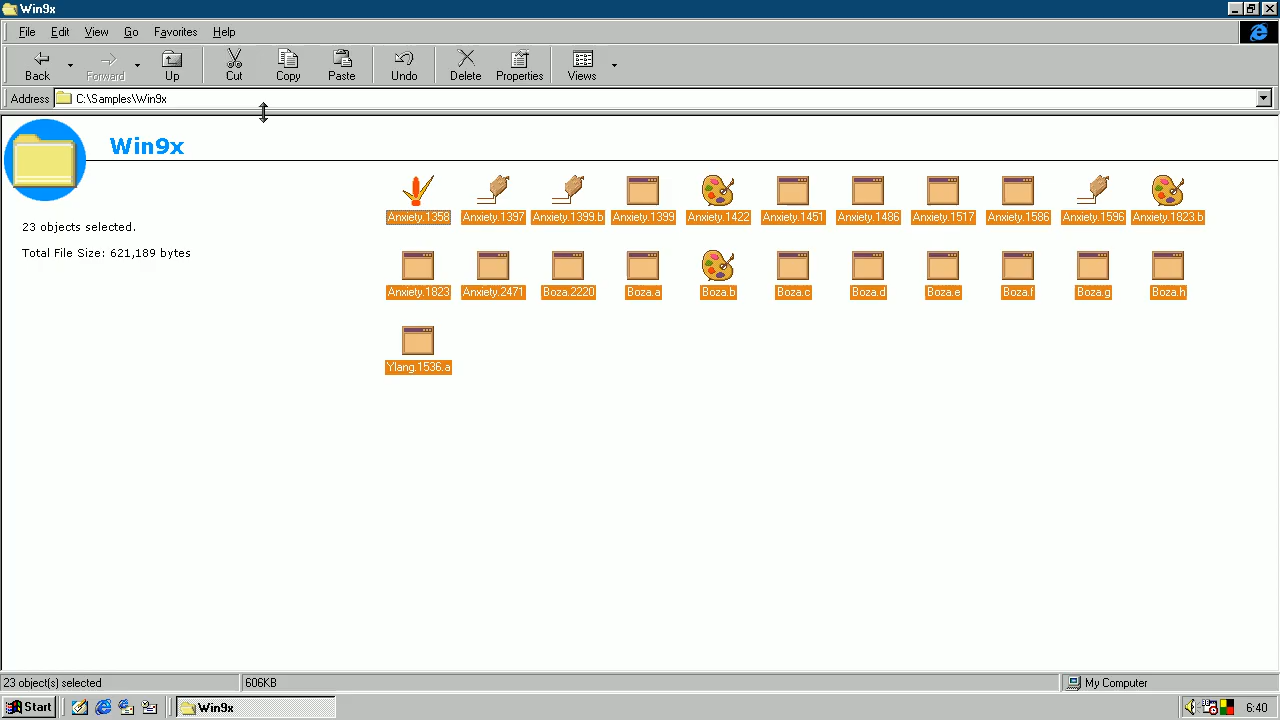 Win9x
File Edit View Go Favorites Help
Back Forward Up Cut Copy Paste Undo Delete Properties Views
Address C:\Samples\Win9x
Win9x
23 objects selected.
Total File Size: 621,189 bytes
Anxiety.1358 Anxiety.1397 Anxiety.1399.b Anxiety.1399 Anxiety.1422 Anxiety.1451 Anxiety.1486 Anxiety.1517 Anxiety.1586 Anxiety.1596 Anxiety.1823.b
Anxiety.1823 Anxiety.2471 Boza.2220 Boza.a Boza.b Boza.c Boza.d Boza.e Boza.f Boza.g Boza.h
Ylang.1536.a
23 object(s) selected 606KB My Computer
Start Win9x 6:40